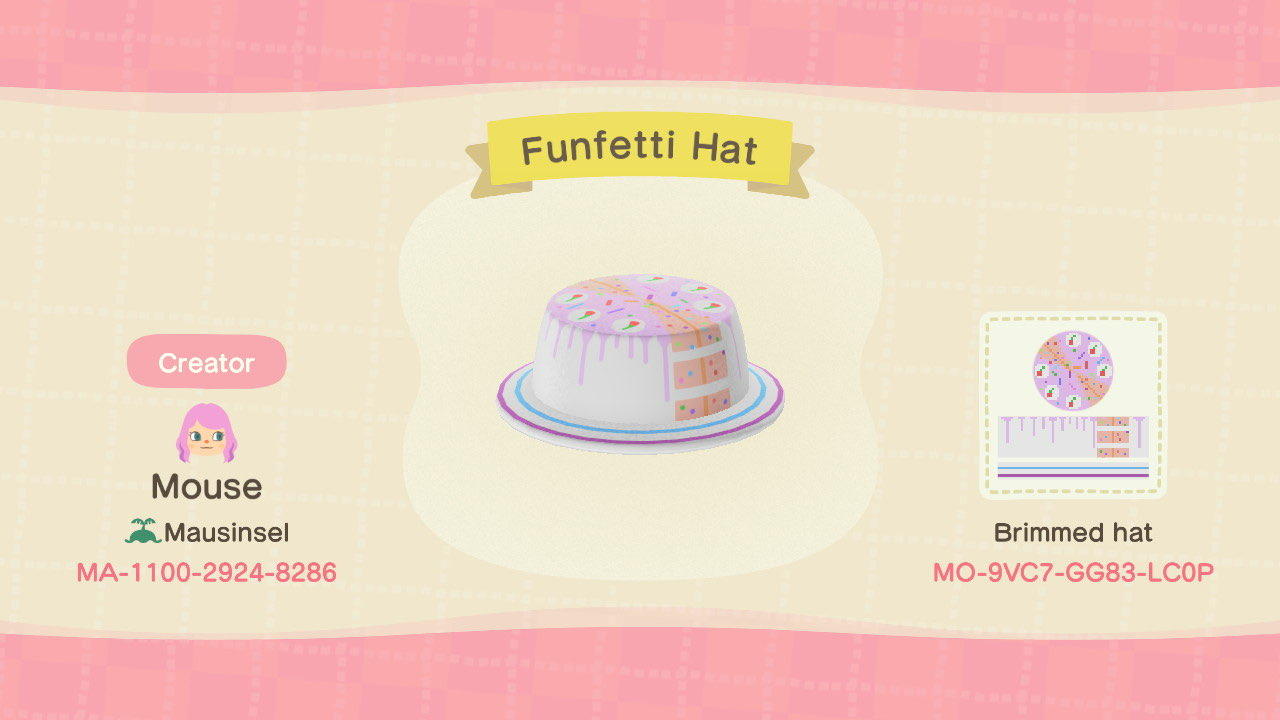 Funfetti Hat
Creator
Mouse
Mausinsel
MA-1100-2924-8286
Brimmed hat
MO-9VC7-GG83-LC0P